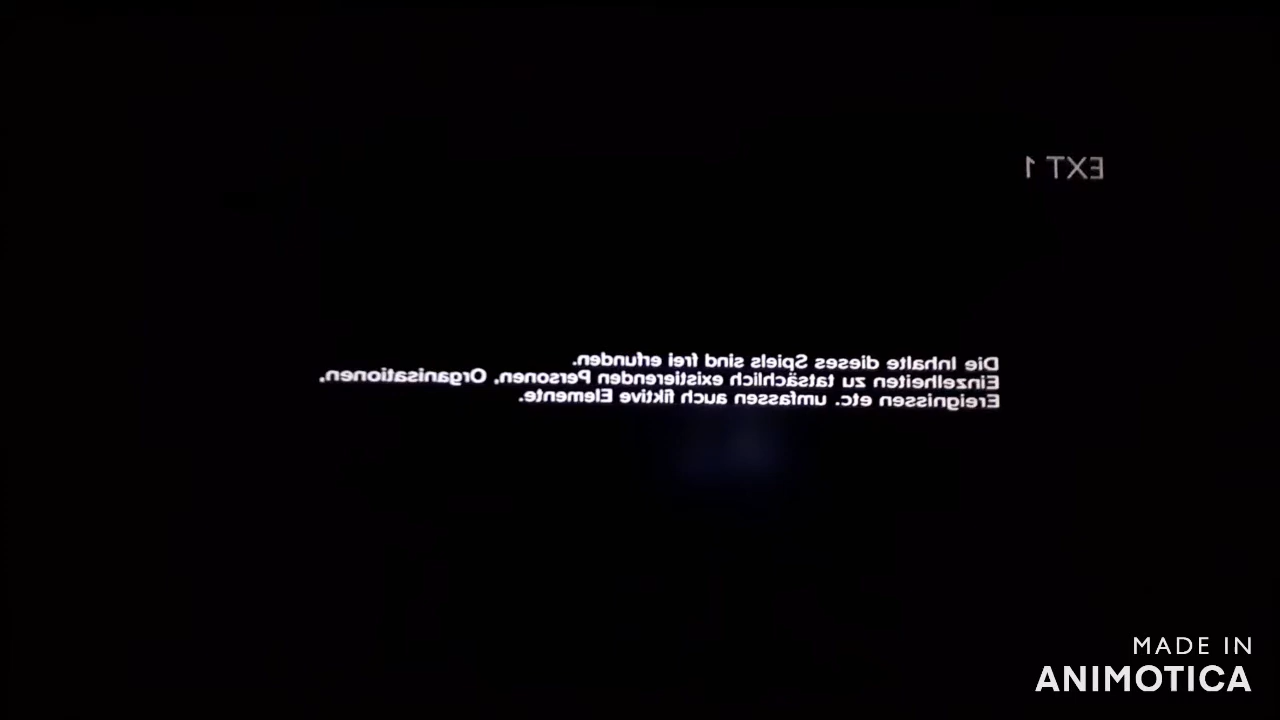 EXT 1
Die Inhalte dieses Spiels sind frei erfunden.
Einzelheiten zu tatsächlich existierenden Personen, Organisationen,
Ereignissen etc. umfassen auch fiktive Elemente.
MADE IN
ANIMOTICA